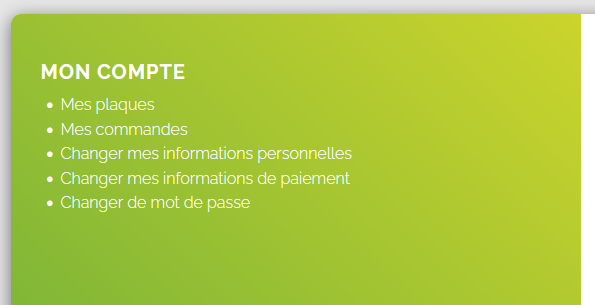 MON COMPTE
Mes plaques
Mes commandes
Changer mes informations personnelles
Changer mes informations de paiement
Changer de mot de passe